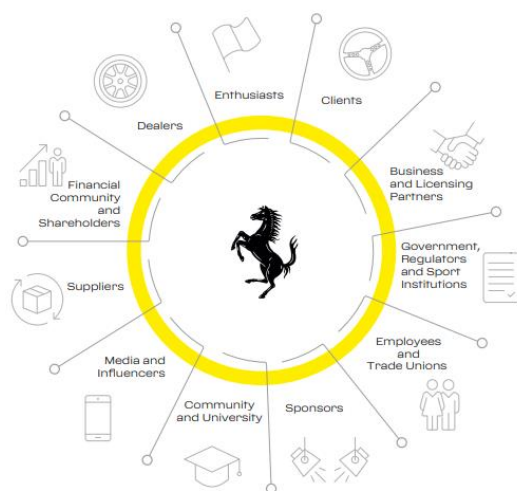 Enthusiasts
Clients
Business
and Licensing
Partners
Government,
Regulators
and Sport
Institutions
Employees
and
Trade Unions
Sponsors
Community
and University
Media and
Influencers
Suppliers
Financial
Community
and
Shareholders
Dealers